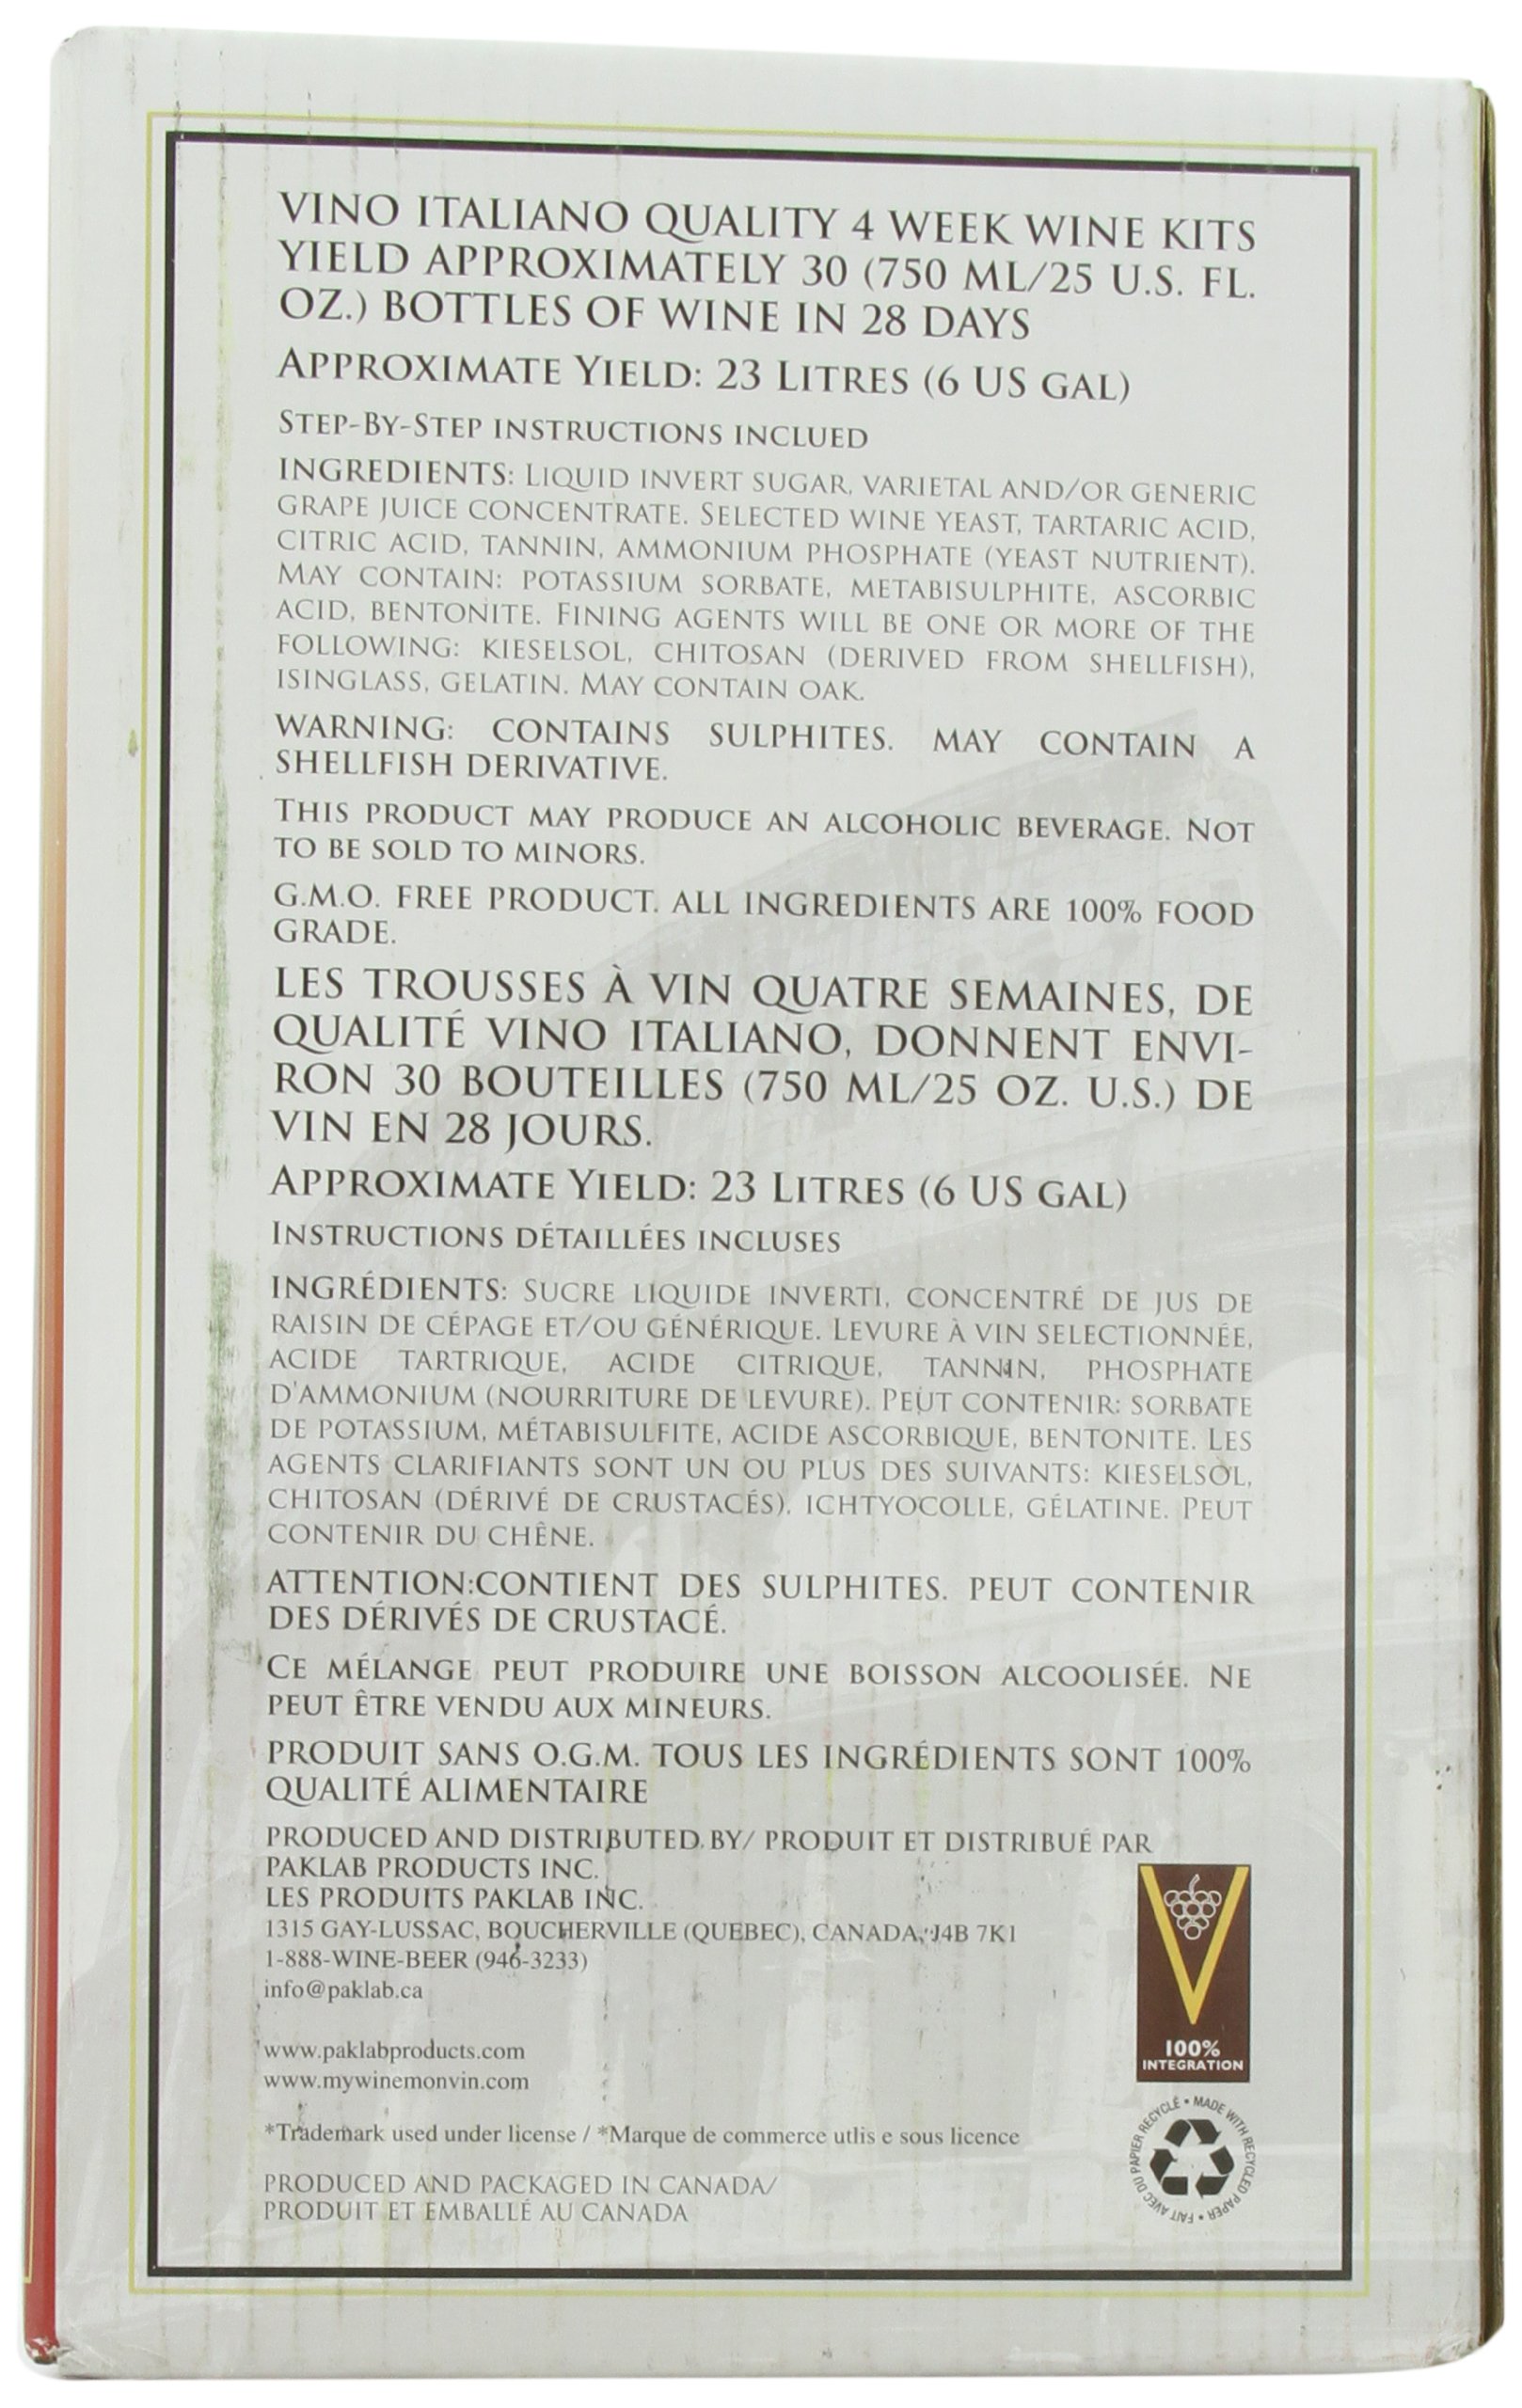 VINO ITALIANO QUALITY 4 WEEK WINE KITS
YIELD APPROXIMATELY 30 (750 ML/25 U.S. FL.
OZ.) BOTTLES OF WINE IN 28 DAYS
APPROXIMATE YIELD: 23 LITRES (6 US GAL)
STEP-BY-STEP INSTRUCTIONS INCLUED
INGREDIENTS: LIQUID INVERT SUGAR, VARIETAL AND/OR GENERIC
GRAPE JUICE CONCENTRATE. SELECTED WINE YEAST, TARTARIC ACID,
CITRIC ACID, TANNIN, AMMONIUM PHOSPHATE (YEAST NUTRIENT).
MAY CONTAIN: POTASSIUM SORBATE, METABISULPHITE, ASCORBIC
ACID, BENTONITE. FINING AGENTS WILL BE ONE OR MORE OF THE
FOLLOWING: KIESELSOL, CHITOSAN (DERIVED FROM SHELLFISH),
ISINGLASS, GELATIN. MAY CONTAIN OAK.
WARNING: CONTAINS SULPHITES. MAY CONTAIN A
SHELLFISH DERIVATIVE.
THIS PRODUCT MAY PRODUCE AN ALCOHOLIC BEVERAGE. NOT
TO BE SOLD TO MINORS.
G.M.O. FREE PRODUCT. ALL INGREDIENTS ARE 100% FOOD
GRADE.
LES TROUSSES À VIN QUATRE SEMAINES, DE
QUALITÉ VINO ITALIANO, DONNENT ENVI-
RON 30 BOUTEILLES (750 ML/25 OZ. U.S.) DE
VIN EN 28 JOURS.
APPROXIMATE YIELD: 23 LITRES (6 US GAL)
INSTRUCTIONS DÉTAILLÉES INCLUSES
INGRÉDIENTS: SUCRE LIQUIDE INVERTI, CONCENTRÉ DE JUS DE
RAISIN DE CÉPAGE ET/OU GÉNÉRIQUE. LEVURE À VIN SELECTIONNÉE,
ACIDE TARTRIQUE, ACIDE CITRIQUE, TANNIN, PHOSPHATE
D'AMMONIUM (NOURRITURE DE LEVURE). PEUT CONTENIR: SORBATE
DE POTASSIUM, MÉTABISULFITE, ACIDE ASCORBIQUE, BENTONITE. LES
AGENTS CLARIFIANTS SONT UN OU PLUS DES SUIVANTS: KIESELSOL,
CHITOSAN (DÉRIVÉ DE CRUSTACÉS), ICHTYOCOLLE, GÉLATINE. PEUT
CONTENIR DU CHÊNE.
ATTENTION:CONTIENT DES SULPHITES. PEUT CONTENIR
DES DÉRIVÉS DE CRUSTACÉ.
CE MÉLANGE PEUT PRODUIRE UNE BOISSON ALCOOLISÉE. NE
PEUT ÊTRE VENDU AUX MINEURS.
PRODUIT SANS O.G.M. TOUS LES INGRÉDIENTS SONT 100%
QUALITÉ ALIMENTAIRE
PRODUCED AND DISTRIBUTED BY/ PRODUIT ET DISTRIBUÉ PAR
PAKLAB PRODUCTS INC.
LES PRODUITS PAKLAB INC.
1315 GAY-LUSSAC, BOUCHERVILLE (QUEBEC), CANADA, J4B 7K1
1-888-WINE-BEER (946-3233)
info@paklab.ca
www.paklabproducts.com
www.mywinemonvin.com
*Trademark used under license / *Marque de commerce utlis e sous licence
PRODUCED AND PACKAGED IN CANADA/
PRODUIT ET EMBALLÉ AU CANADA
V
100%
INTEGRATION
MADE WITH RECYCLED PAPER • FAIT AVEC DU PAPIER RECYCLÉ •